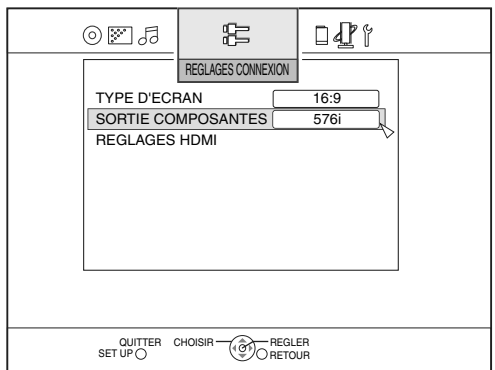 REGLAGES CONNEXION
TYPE D'ECRAN 16:9
SORTIE COMPOSANTES 576i
REGLAGES HDMI
QUITTER CHOISIR REGLER
SET UP RETOUR